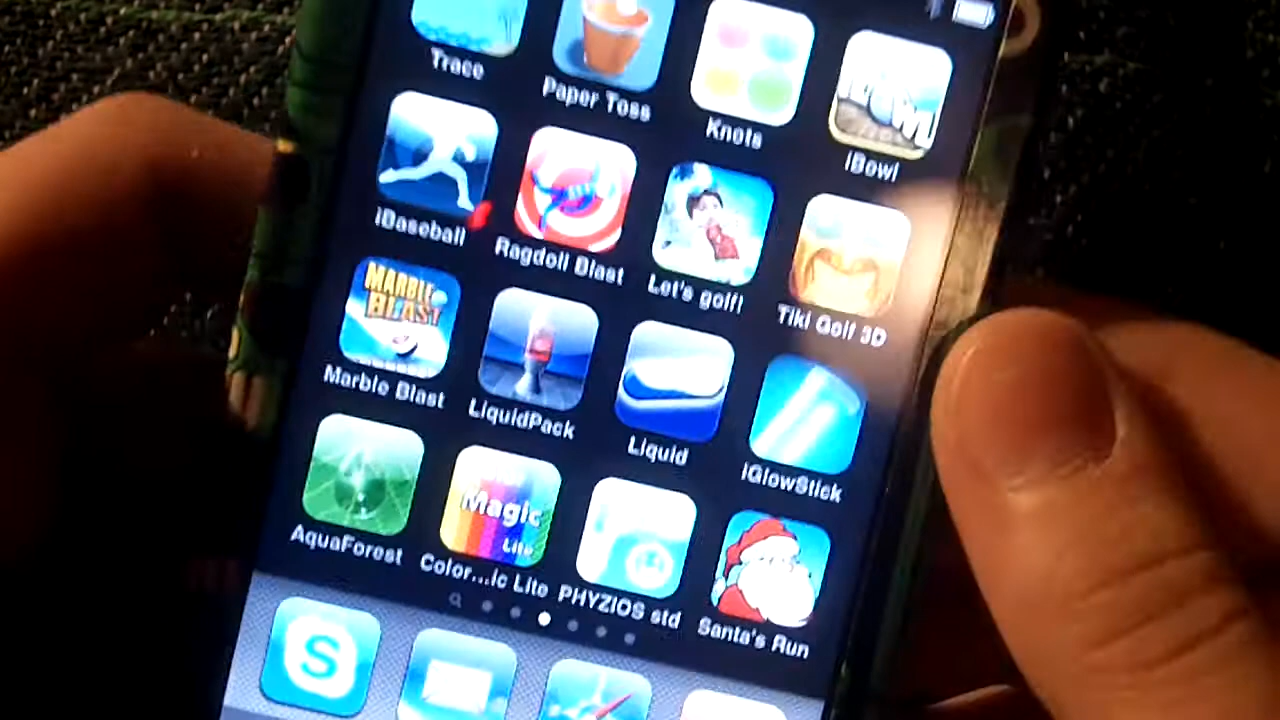 Trace
Paper Toss
Knots
iBowl
iBOWL
iBaseball
Ragdoll Blast
Let's golf!
Tiki Golf 3D
MARBLE
BLAST
Marble Blast
LiquidPack
Liquid
iGlowStick
AquaForest
Magic
Lite
Color...ic Lite
PHYZIOS std
Santa's Run
S